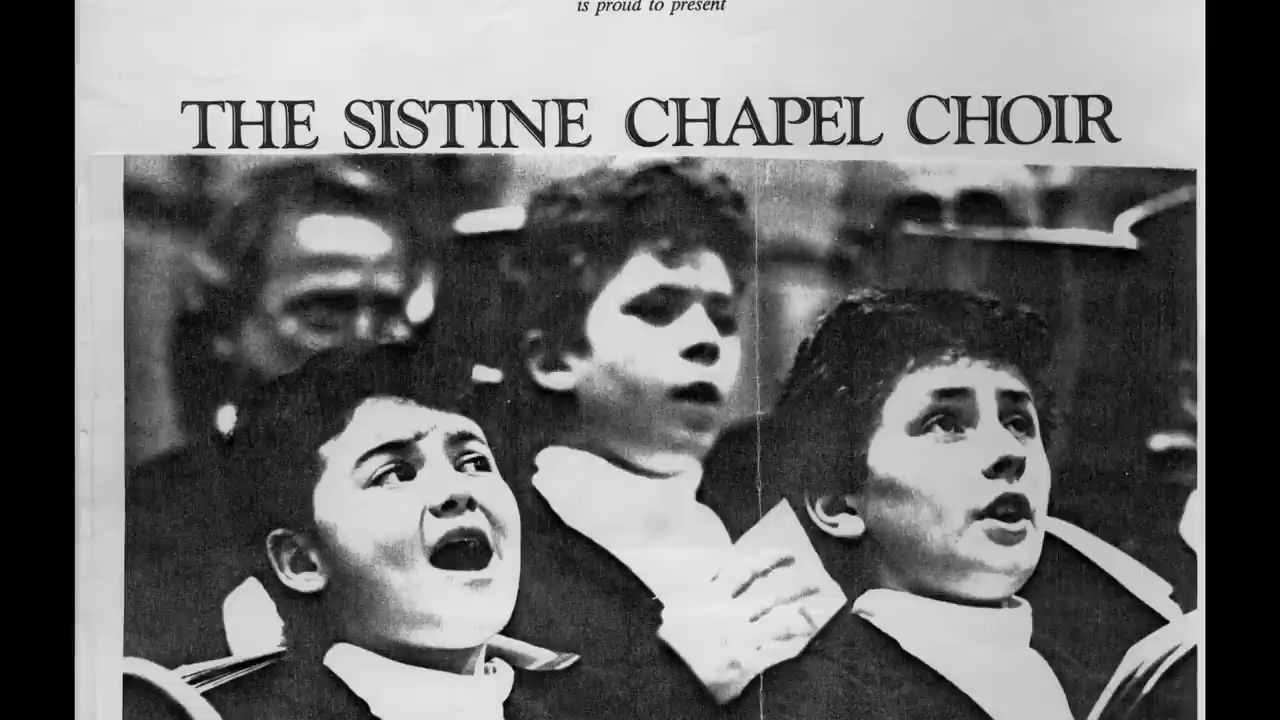 is proud to present
THE SISTINE CHAPEL CHOIR